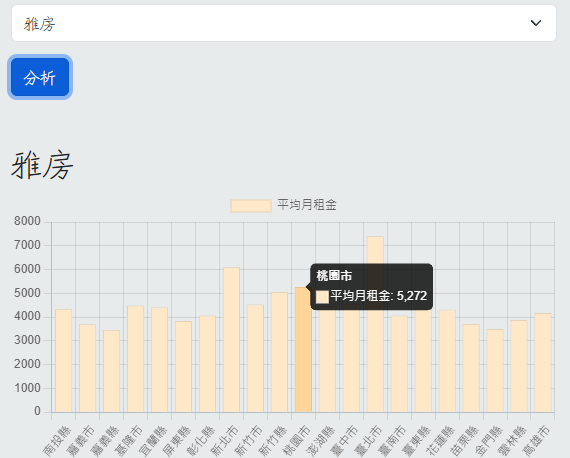 雅房
分析
雅房
平均月租金
8000
7000
6000
5000
4000
3000
2000
1000
0
桃園市
平均月租金: 5,272
南投縣
嘉義市
嘉義縣
基隆市
宜蘭縣
屏東縣
彰化縣
新北市
新竹市
新竹縣
桃園市
澎湖縣
臺中市
臺北市
臺南市
臺東縣
花蓮縣
苗栗縣
金門縣
雲林縣
高雄市